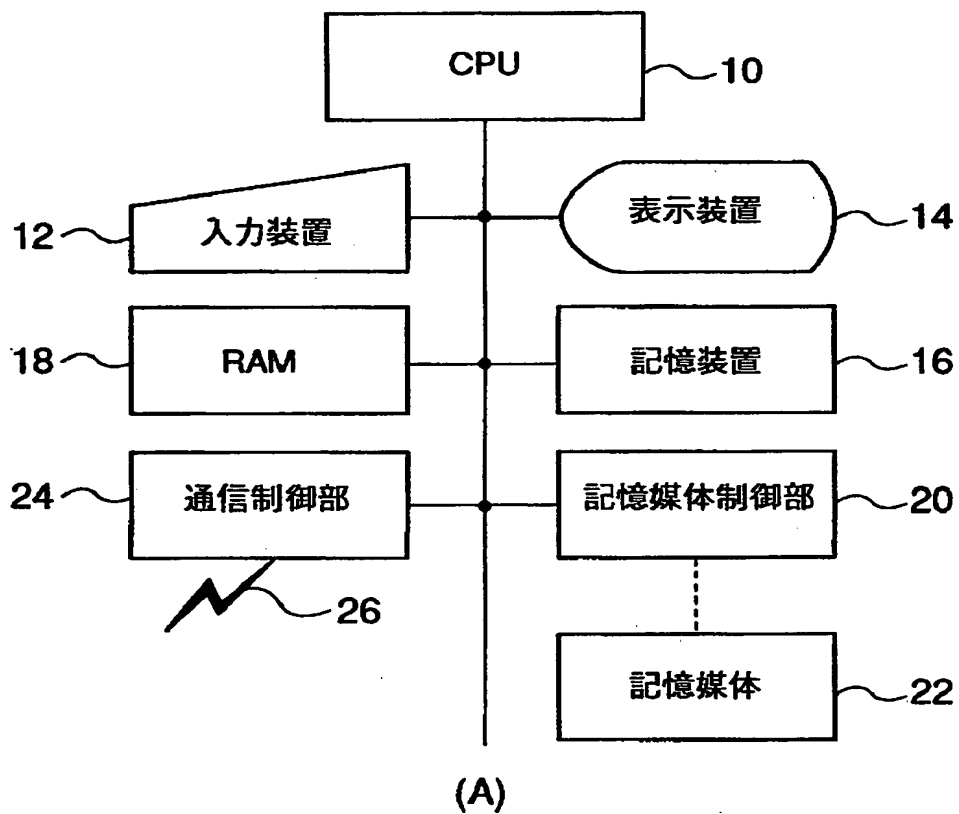 CPU
10
12
入力装置
表示装置
14
18
RAM
記憶装置
16
24
通信制御部
記憶媒体制御部
20
26
記憶媒体
22
(A)